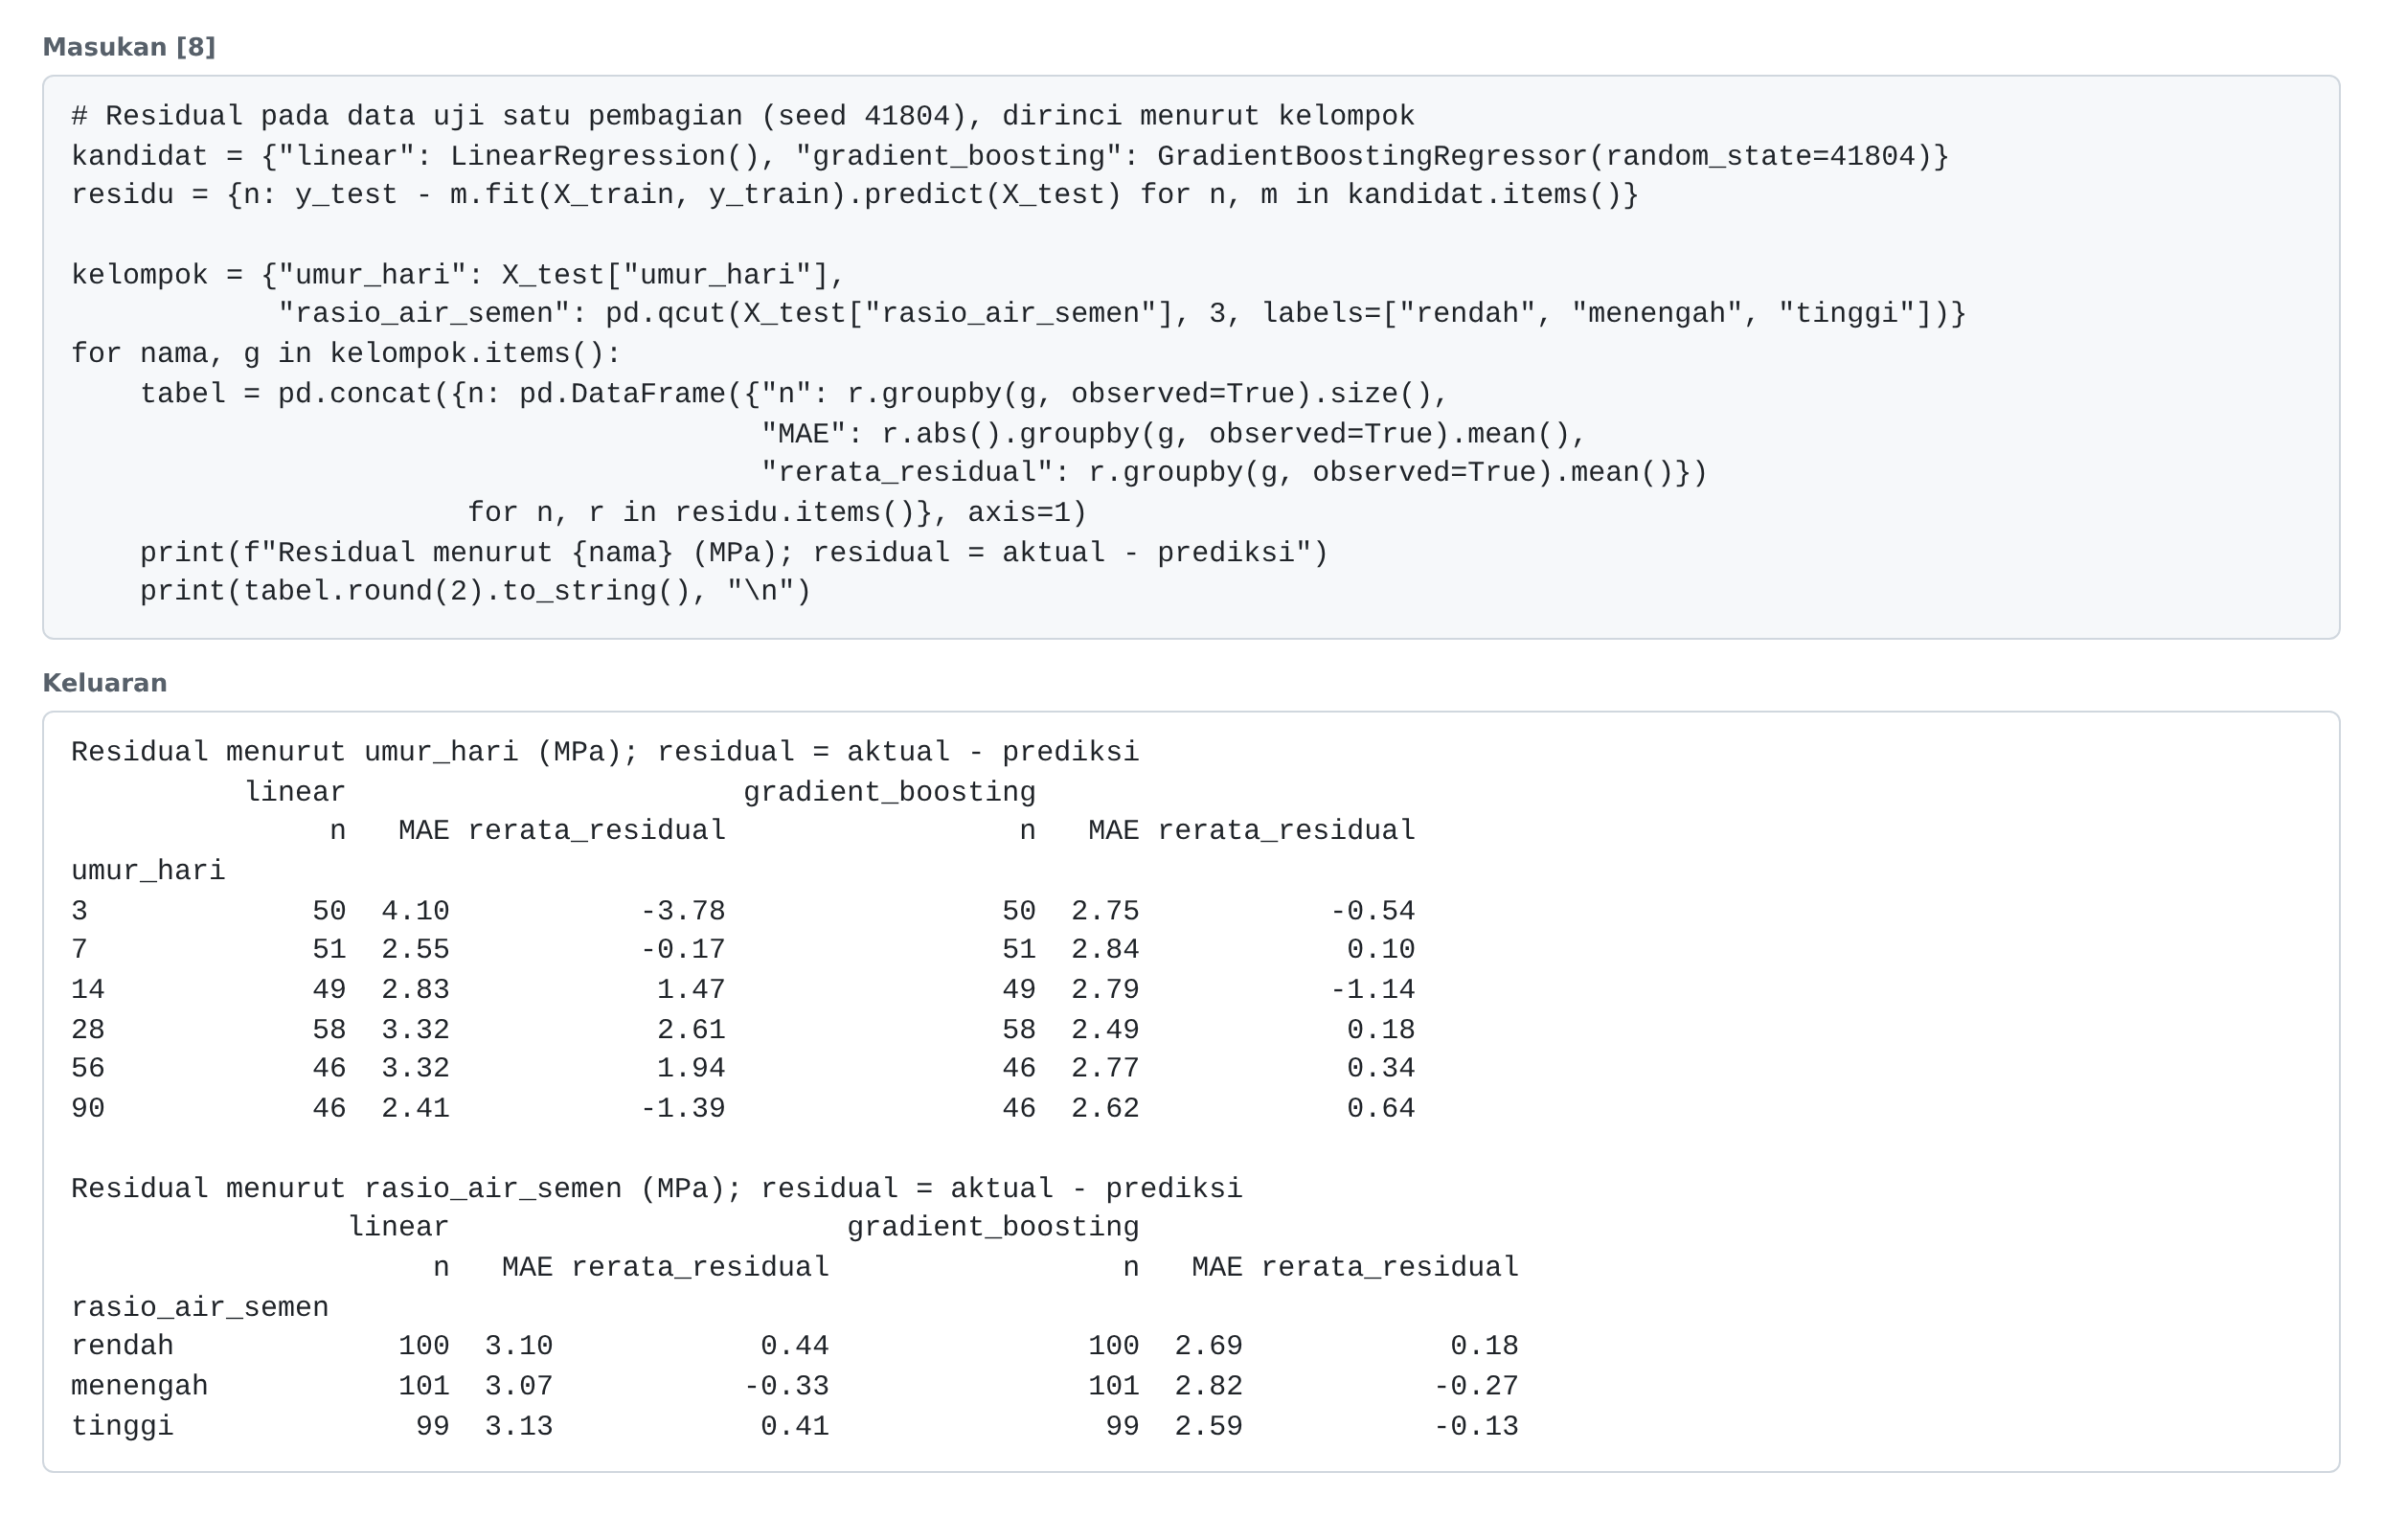 Masukan [8]
# Residual pada data uji satu pembagian (seed 41804), dirinci menurut kelompok
kandidat = {"linear": LinearRegression(), "gradient_boosting": GradientBoostingRegressor(random_state=41804)}
residu = {n: y_test - m.fit(X_train, y_train).predict(X_test) for n, m in kandidat.items()}

kelompok = {"umur_hari": X_test["umur_hari"],
            "rasio_air_semen": pd.qcut(X_test["rasio_air_semen"], 3, labels=["rendah", "menengah", "tinggi"])}
for nama, g in kelompok.items():
    tabel = pd.concat({n: pd.DataFrame({"n": r.groupby(g, observed=True).size(),
                                        "MAE": r.abs().groupby(g, observed=True).mean(),
                                        "rerata_residual": r.groupby(g, observed=True).mean()})
                       for n, r in residu.items()}, axis=1)
    print(f"Residual menurut {nama} (MPa); residual = aktual - prediksi")
    print(tabel.round(2).to_string(), "\n")
Keluaran
Residual menurut umur_hari (MPa); residual = aktual - prediksi
          linear                       gradient_boosting
               n   MAE rerata_residual                 n   MAE rerata_residual
umur_hari
3             50  4.10           -3.78                50  2.75           -0.54
7             51  2.55           -0.17                51  2.84            0.10
14            49  2.83            1.47                49  2.79           -1.14
28            58  3.32            2.61                58  2.49            0.18
56            46  3.32            1.94                46  2.77            0.34
90            46  2.41           -1.39                46  2.62            0.64

Residual menurut rasio_air_semen (MPa); residual = aktual - prediksi
                linear                       gradient_boosting
                     n   MAE rerata_residual                 n   MAE rerata_residual
rasio_air_semen
rendah             100  3.10            0.44               100  2.69            0.18
menengah           101  3.07           -0.33               101  2.82           -0.27
tinggi              99  3.13            0.41                99  2.59           -0.13